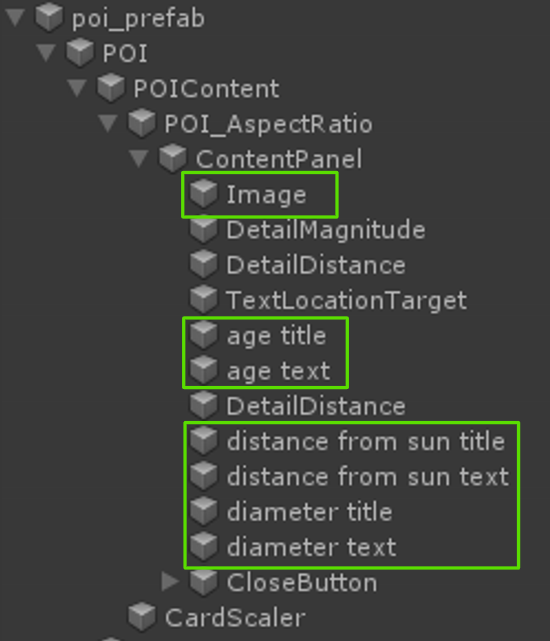 poi_prefab
POI
POIContent
POI_AspectRatio
ContentPanel
Image
DetailMagnitude
DetailDistance
TextLocationTarget
age title
age text
DetailDistance
distance from sun title
distance from sun text
diameter title
diameter text
CloseButton
CardScaler